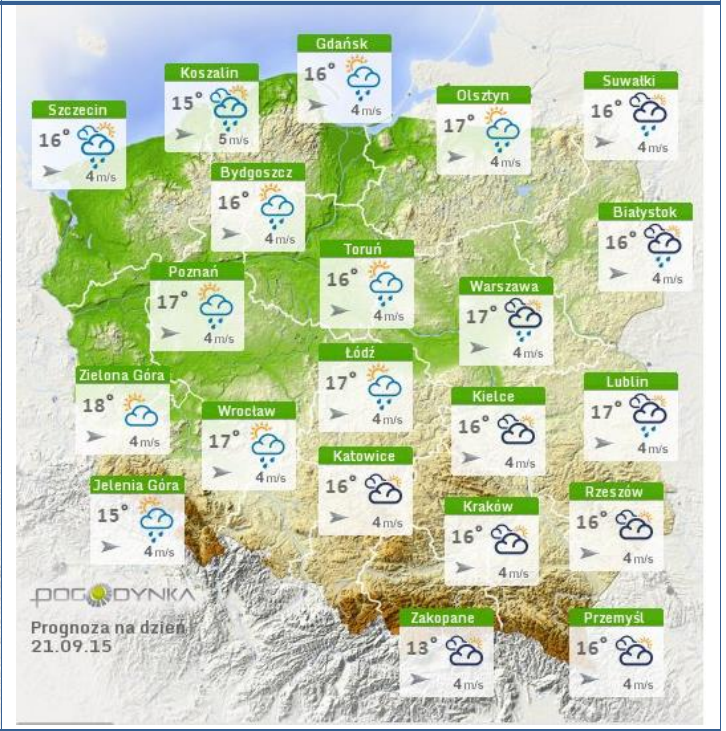 Gdańsk
16°
4 m/s
Koszalin
15°
5 m/s
Suwałki
16°
4 m/s
Olsztyn
17°
4 m/s
Szczecin
16°
4 m/s
Bydgoszcz
16°
4 m/s
Białystok
16°
4 m/s
Toruń
16°
4 m/s
Poznań
17°
4 m/s
Warszawa
17°
4 m/s
Łódź
17°
4 m/s
Zielona Góra
18°
4 m/s
Lublin
17°
4 m/s
Kielce
16°
4 m/s
Wrocław
17°
4 m/s
Katowice
16°
4 m/s
Jelenia Góra
15°
4 m/s
Rzeszów
16°
4 m/s
Kraków
16°
4 m/s
POGODYNKA
Prognoza na dzień
21.09.15
Zakopane
13°
4 m/s
Przemyśl
16°
4 m/s